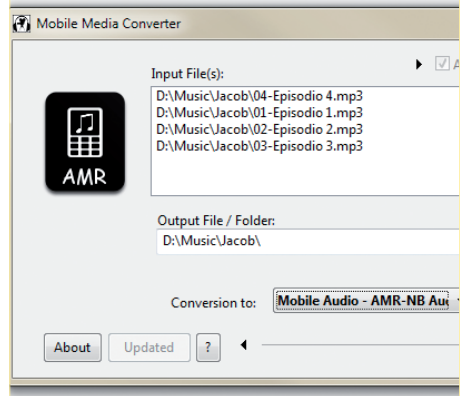 Mobile Media Converter
Input File(s):
D:\Music\Jacob\04-Episodio 4.mp3
D:\Music\Jacob\01-Episodio 1.mp3
D:\Music\Jacob\02-Episodio 2.mp3
D:\Music\Jacob\03-Episodio 3.mp3
AMR
Output File / Folder:
D:\Music\Jacob\
Conversion to:
Mobile Audio - AMR-NB
About
Updated
?